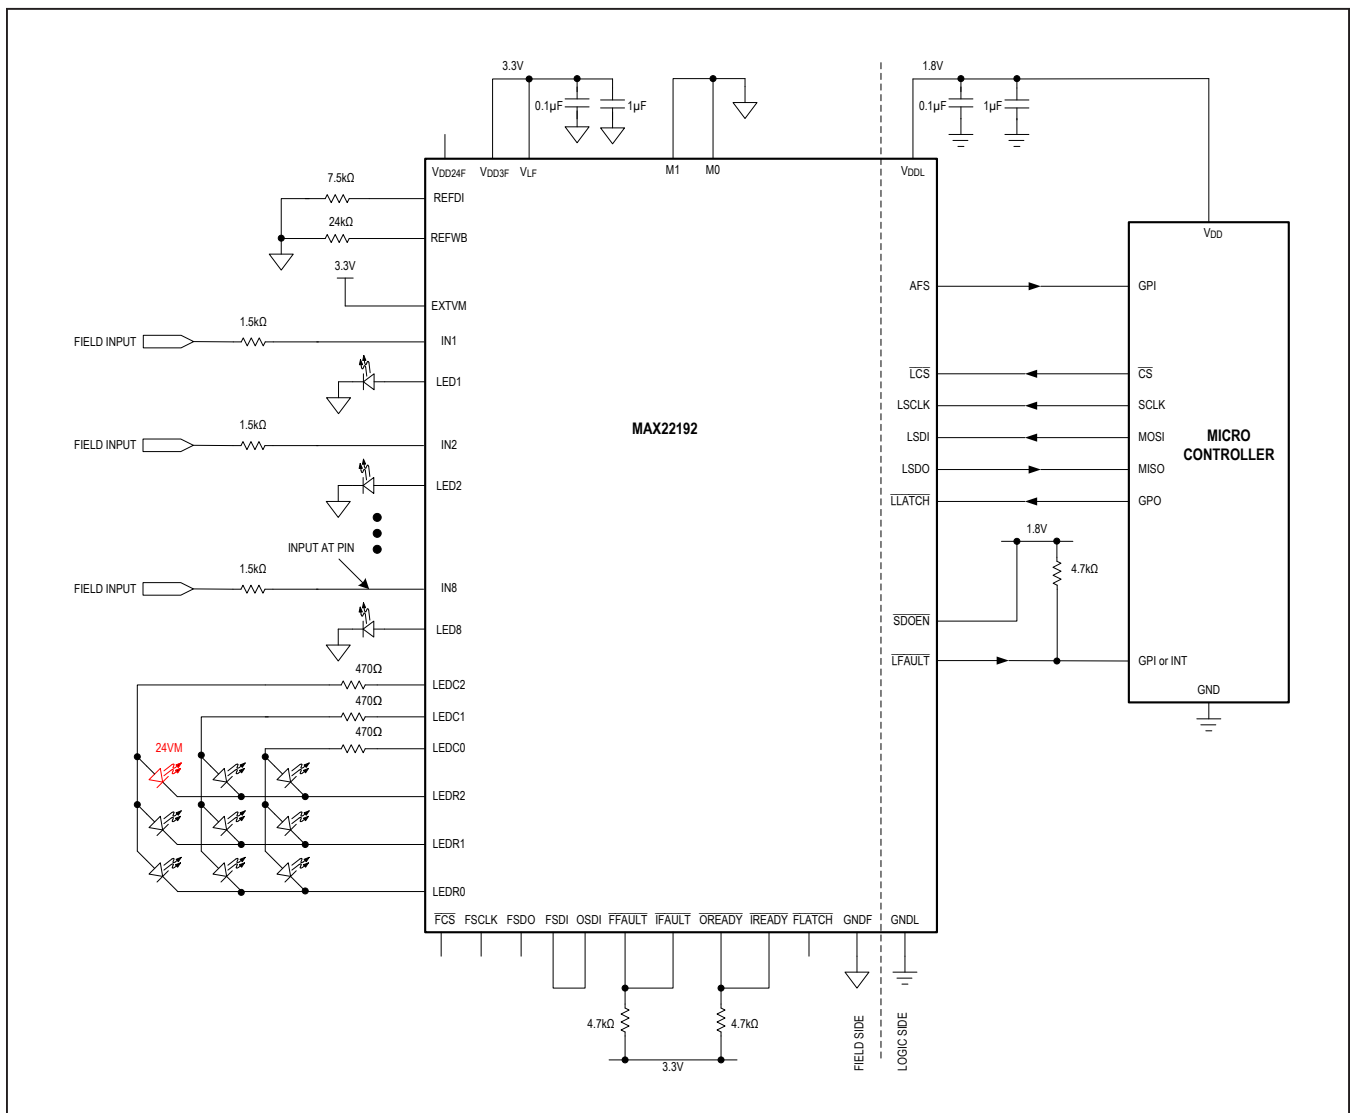 3.3V
1.8V
0.1µF
1µF
0.1µF
1µF
VDD24F
VDD3F
VLF
M1
M0
VDDL
7.5kΩ
REFDI
24kΩ
REFWB
VDD
3.3V
AFS
GPI
EXTVM
1.5kΩ
FIELD INPUT
IN1
LCS
CS
LED1
LSCLK
SCLK
1.5kΩ
MAX22192
LSDI
MOSI
MICRO
CONTROLLER
FIELD INPUT
IN2
LSDO
MISO
LED2
LLATCH
GPO
1.8V
INPUT AT PIN
1.5kΩ
4.7kΩ
FIELD INPUT
IN8
SDOEN
LED8
LFAULT
GPI or INT
470Ω
LEDC2
GND
470Ω
LEDC1
470Ω
LEDC0
24VM
LEDR2
LEDR1
LEDR0
FCS
FSCLK
FSDO
FSDI
OSDI
FFAULT
IFAULT
OREADY
IREADY
FLATCH
GNDF
GNDL
4.7kΩ
4.7kΩ
FIELD SIDE
LOGIC SIDE
3.3V